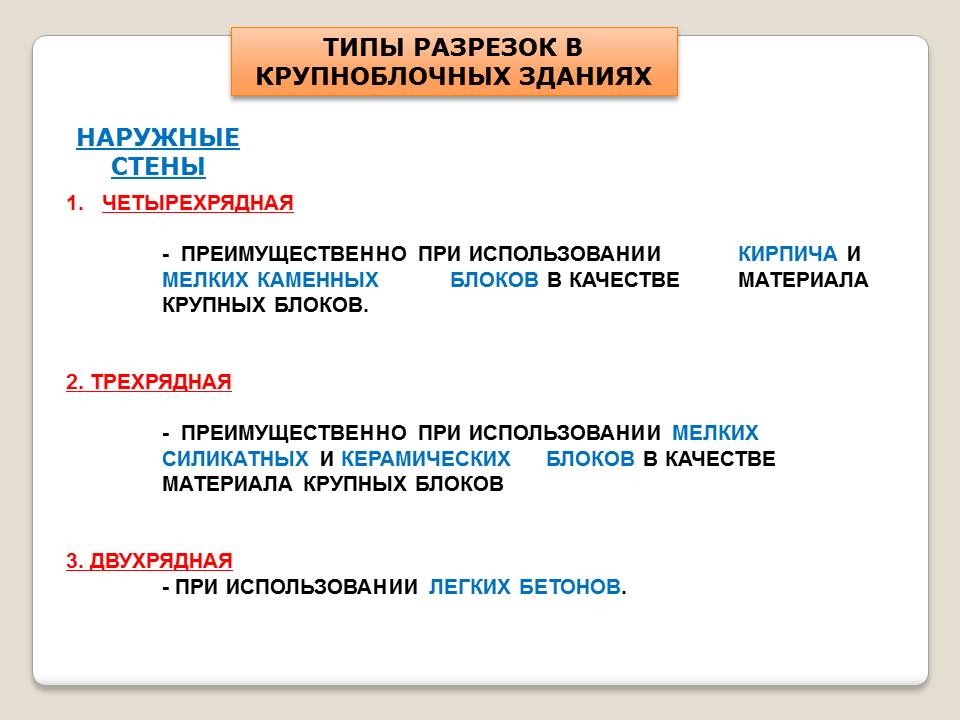 ТИПЫ РАЗРЕЗОК В
КРУПНОБЛОЧНЫХ ЗДАНИЯХ
НАРУЖНЫЕ
СТЕНЫ
1. ЧЕТЫРЕХРЯДНАЯ
- ПРЕИМУЩЕСТВЕННО ПРИ ИСПОЛЬЗОВАНИИ КИРПИЧА И
МЕЛКИХ КАМЕННЫХ БЛОКОВ В КАЧЕСТВЕ МАТЕРИАЛА
КРУПНЫХ БЛОКОВ.
2. ТРЕХРЯДНАЯ
- ПРЕИМУЩЕСТВЕННО ПРИ ИСПОЛЬЗОВАНИИ МЕЛКИХ
СИЛИКАТНЫХ И КЕРАМИЧЕСКИХ БЛОКОВ В КАЧЕСТВЕ
МАТЕРИАЛА КРУПНЫХ БЛОКОВ
3. ДВУХРЯДНАЯ
- ПРИ ИСПОЛЬЗОВАНИИ ЛЕГКИХ БЕТОНОВ.